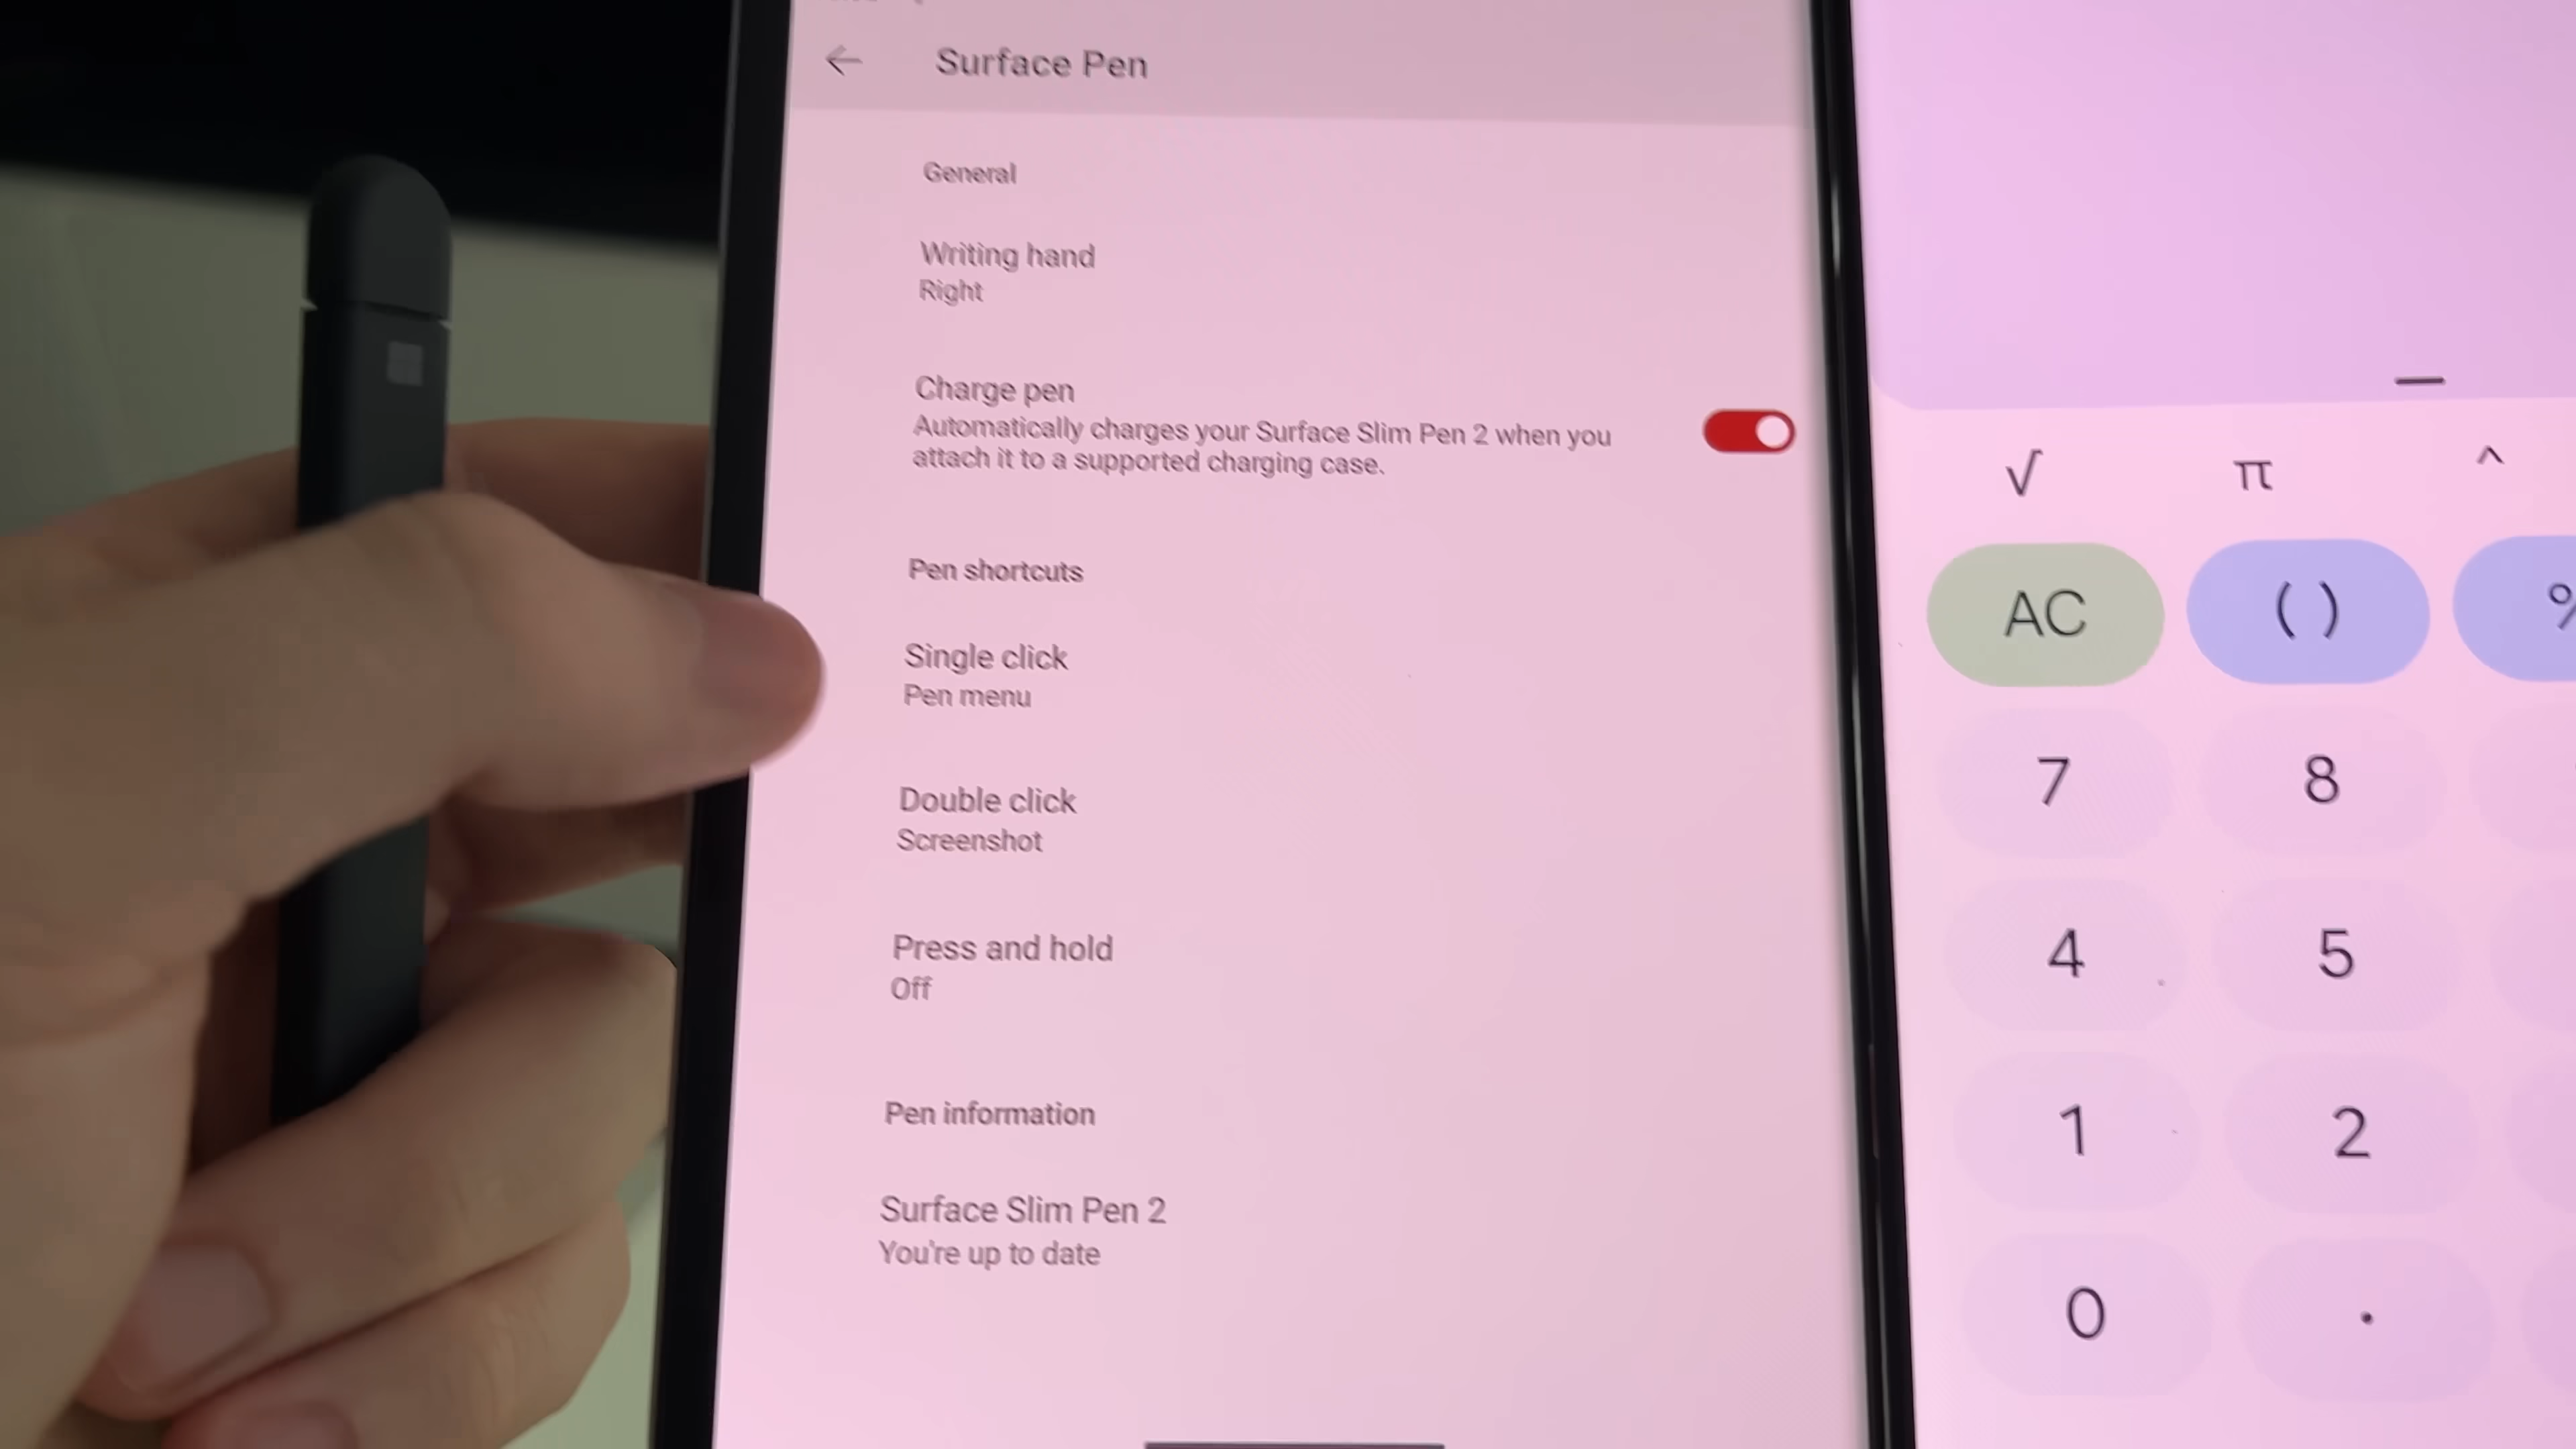 Surface Pen
General
Writing hand
Right
Charge pen
Automatically charges your Surface Slim Pen 2 when you
attach it to a supported charging case.
Pen shortcuts
Single click
Pen menu
Double click
Screenshot
Press and hold
Off
Pen information
Surface Slim Pen 2
You're up to date
√ π ^
AC ( ) %
7 8
4 5
1 2
0 .